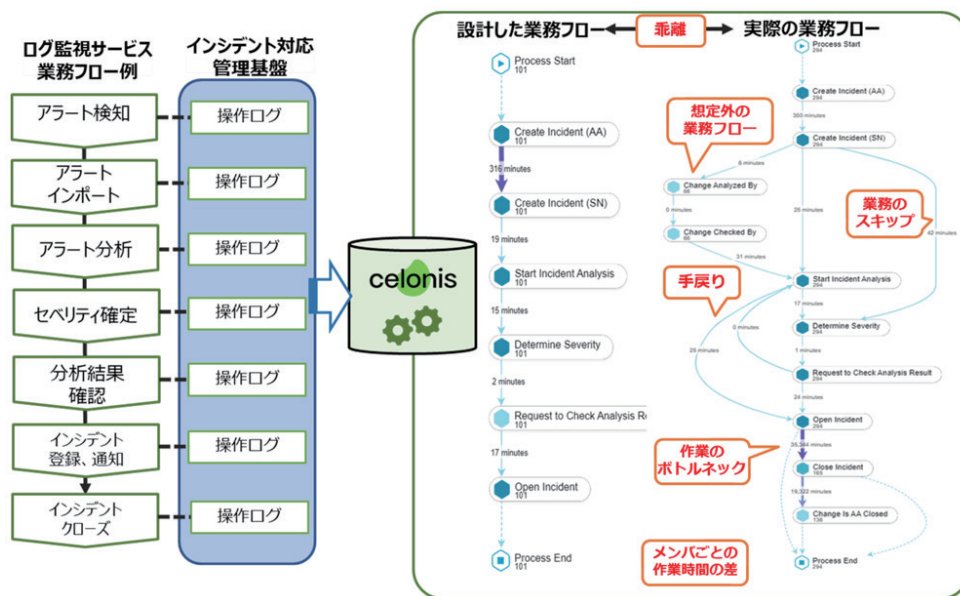 ログ監視サービス
業務フロー例
アラート検知
アラート
インポート
アラート分析
セベリティ確定
分析結果
確認
インシデント
登録、通知
インシデント
クローズ
インシデント対応
管理基盤
操作ログ
操作ログ
操作ログ
操作ログ
操作ログ
操作ログ
操作ログ
celonis
設計した業務フロー
乖離
実際の業務フロー
Process Start
101
Create Incident (AA)
101
316 minutes
Create Incident (SN)
101
19 minutes
Start Incident Analysis
101
15 minutes
Determine Severity
101
2 minutes
Request to Check Analysis Re
101
17 minutes
Open Incident
101
Process End
101
Process Start
294
Create Incident (AA)
294
360 minutes
Create Incident (SN)
294
想定外の
業務フロー
6 minutes
Change Analyzed By
0 minutes
Change Checked By
31 minutes
26 minutes
業務の
スキップ
42 minutes
手戻り
Start Incident Analysis
294
17 minutes
0 minutes
Determine Severity
294
26 minutes
1 minutes
Request to Check Analysis Result
294
24 minutes
Open Incident
294
作業の
ボトルネック
minutes
Close Incident
minutes
Change Is AA Closed
138
メンバごとの
作業時間の差
Process End
294